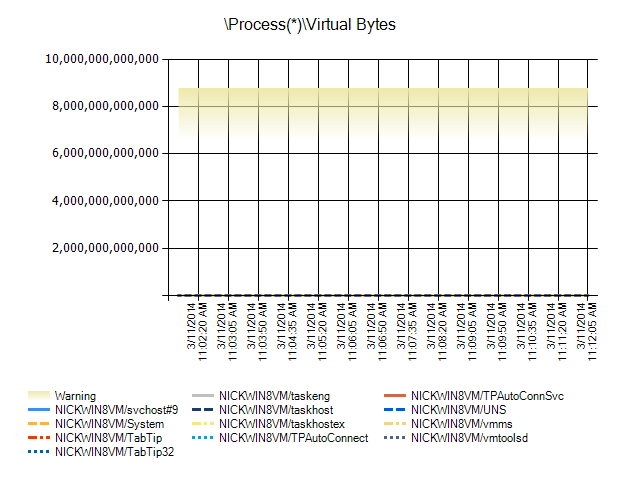 \Process(*)\Virtual Bytes
10,000,000,000,000
8,000,000,000,000
6,000,000,000,000
4,000,000,000,000
2,000,000,000,000
3/11/2014
11:02:20 AM
3/11/2014
11:03:05 AM
3/11/2014
11:03:50 AM
3/11/2014
11:04:35 AM
3/11/2014
11:05:20 AM
3/11/2014
11:06:05 AM
3/11/2014
11:06:50 AM
3/11/2014
11:07:35 AM
3/11/2014
11:08:20 AM
3/11/2014
11:09:05 AM
3/11/2014
11:09:50 AM
3/11/2014
11:10:35 AM
3/11/2014
11:11:20 AM
3/11/2014
11:12:05 AM
Warning NICKWIN8VM/taskeng NICKWIN8VM/TPAutoConnSvc
NICKWIN8VM/svchost#9 NICKWIN8VM/taskhost NICKWIN8VM/UNS
NICKWIN8VM/System NICKWIN8VM/taskhostex NICKWIN8VM/vmms
NICKWIN8VM/TabTip NICKWIN8VM/TPAutoConnect NICKWIN8VM/vmtoolsd
NICKWIN8VM/TabTip32